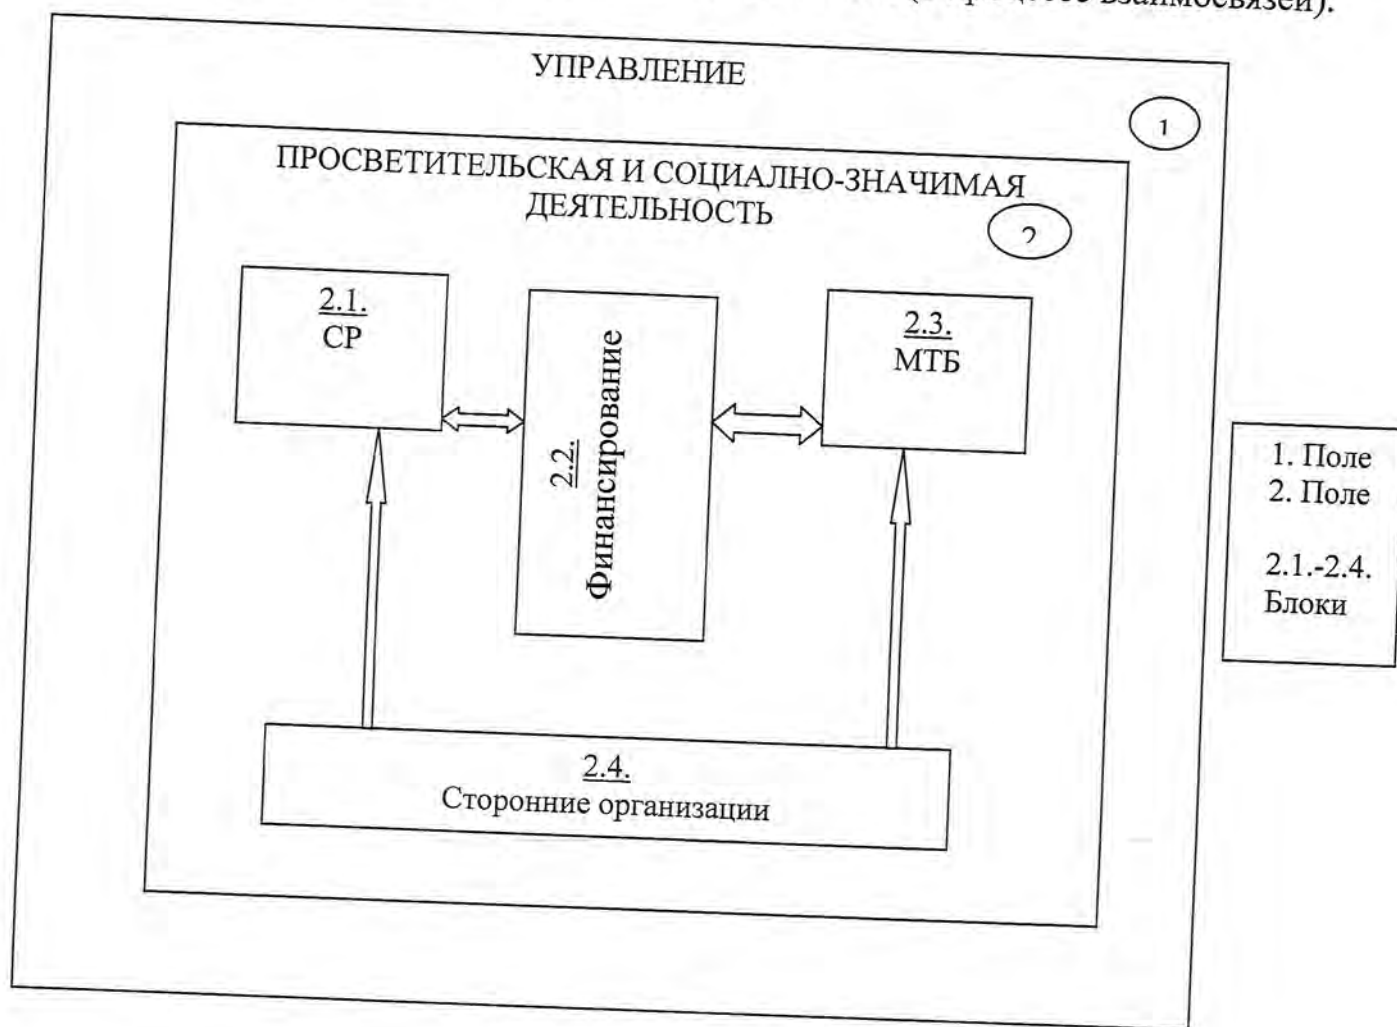 взаимосвязей).
УПРАВЛЕНИЕ
1
ПРОСВЕТИТЕЛЬСКАЯ И СОЦИАЛНО-ЗНАЧИМАЯ
ДЕЯТЕЛЬНОСТЬ
2
2.1.
СР
2.2.
Финансирование
2.3.
МТБ
2.4.
Сторонние организации
1. Поле
2. Поле
2.1.-2.4.
Блоки